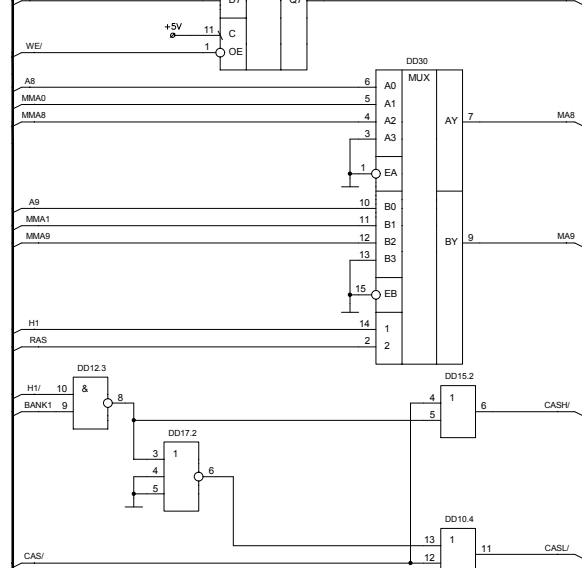 D7 Q7
+5V 11 C
WE/ 1 OE
DD30
MUX
A8 6 A0
MMA0 5 A1
MMA8 4 A2 AY 7 MA8
3 A3
1 EA
A9 10 B0
MMA1 11 B1
MMA9 12 B2 BY 9 MA9
13 B3
15 EB
H1 14 1
RAS 2 2
DD12.3
DD15.2
H1/ 10 & 8 4 1
BANK1 9 5 6 CASH/
DD17.2
3 1
4 6
5
DD10.4
13 1
CAS/ 12 11 CASL/